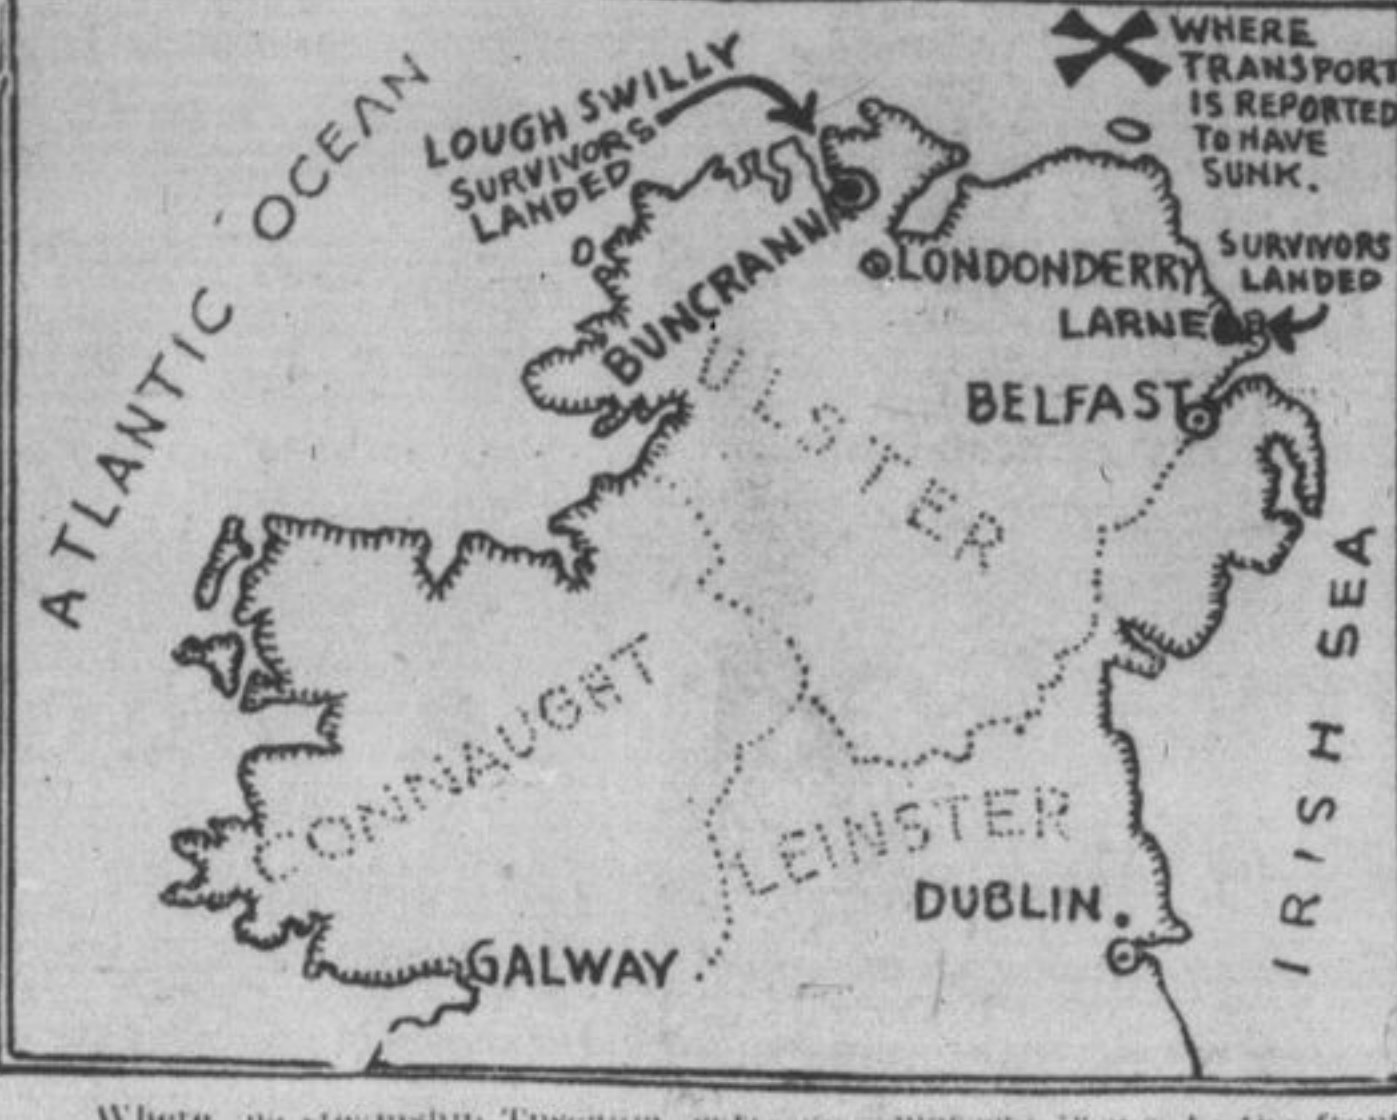 WHERE
TRANSPORT
IS REPORTED
TO HAVE
SUNK.
LOUGH SWILLY
SURVIVORS
LANDED
ATLANTIC OCEAN
BUNCRANNA
LONDONDERRY
SURVIVORS
LANDED
LARNE
BELFAST
ULSTER
IRISH SEA
CONNAUGHT
LEINSTER
DUBLIN.
GALWAY